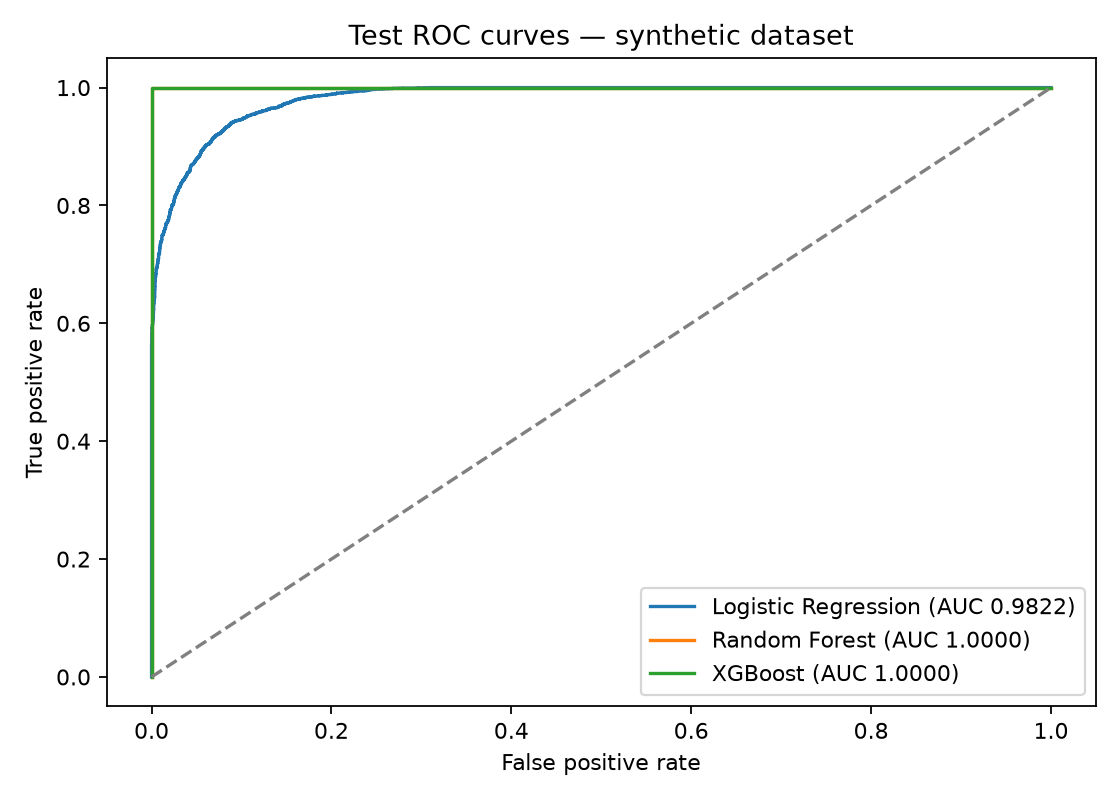 Test ROC curves — synthetic dataset
True positive rate
1.0
0.8
0.6
0.4
0.2
0.0
0.0 0.2 0.4 0.6 0.8 1.0
False positive rate
Logistic Regression (AUC 0.9822)
Random Forest (AUC 1.0000)
XGBoost (AUC 1.0000)